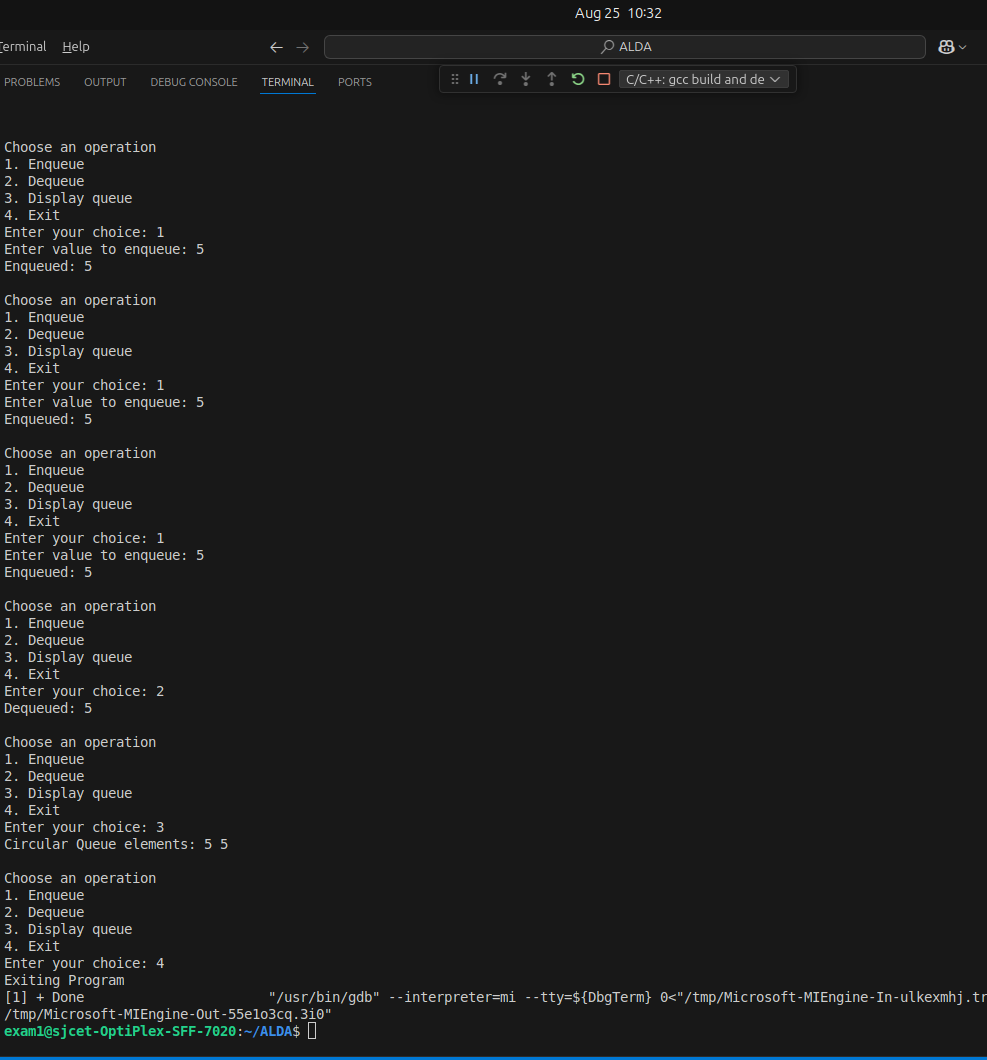 Aug 25 10:32
Terminal Help
ALDA
PROBLEMS OUTPUT DEBUG CONSOLE TERMINAL PORTS
C/C++: gcc build and de
Choose an operation
1. Enqueue
2. Dequeue
3. Display queue
4. Exit
Enter your choice: 1
Enter value to enqueue: 5
Enqueued: 5
Choose an operation
1. Enqueue
2. Dequeue
3. Display queue
4. Exit
Enter your choice: 1
Enter value to enqueue: 5
Enqueued: 5
Choose an operation
1. Enqueue
2. Dequeue
3. Display queue
4. Exit
Enter your choice: 1
Enter value to enqueue: 5
Enqueued: 5
Choose an operation
1. Enqueue
2. Dequeue
3. Display queue
4. Exit
Enter your choice: 2
Dequeued: 5
Choose an operation
1. Enqueue
2. Dequeue
3. Display queue
4. Exit
Enter your choice: 3
Circular Queue elements: 5 5
Choose an operation
1. Enqueue
2. Dequeue
3. Display queue
4. Exit
Enter your choice: 4
Exiting Program
[1] + Done "/usr/bin/gdb" --interpreter=mi --tty=${DbgTerm} 0<"/tmp/Microsoft-MIEngine-In-ulkexmhj.tr
/tmp/Microsoft-MIEngine-Out-55e1o3cq.3i0"
exam1@sjcet-OptiPlex-SFF-7020:~/ALDA$